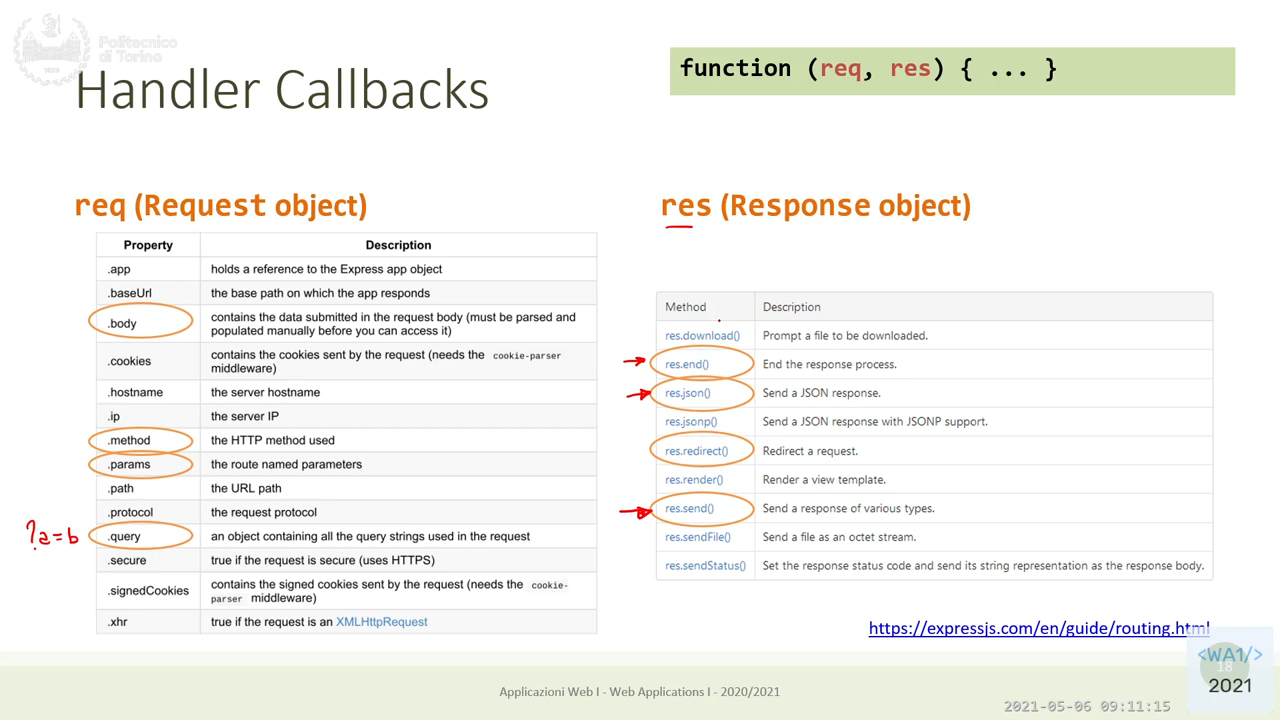 Politecnico
di Torino
Handler Callbacks
function (req, res) { ... }
req (Request object)
Property Description
.app holds a reference to the Express app object
.baseUrl the base path on which the app responds
.body contains the data submitted in the request body (must be parsed and
populated manually before you can access it)
.cookies contains the cookies sent by the request (needs the cookie-parser
middleware)
.hostname the server hostname
.ip the server IP
.method the HTTP method used
.params the route named parameters
.path the URL path
.protocol the request protocol
?a=b .query an object containing all the query strings used in the request
.secure true if the request is secure (uses HTTPS)
.signedCookies contains the signed cookies sent by the request (needs the cookie-
parser middleware)
.xhr true if the request is an XMLHttpRequest
res (Response object)
Method Description
res.download() Prompt a file to be downloaded.
res.end() End the response process.
res.json() Send a JSON response.
res.jsonp() Send a JSON response with JSONP support.
res.redirect() Redirect a request.
res.render() Render a view template.
res.send() Send a response of various types.
res.sendFile() Send a file as an octet stream.
res.sendStatus() Set the response status code and send its string representation as the response body.
https://expressjs.com/en/guide/routing.html
Applicazioni Web I - Web Applications I - 2020/2021
<WA1/>
18
2021
2021-05-06 09:11:15